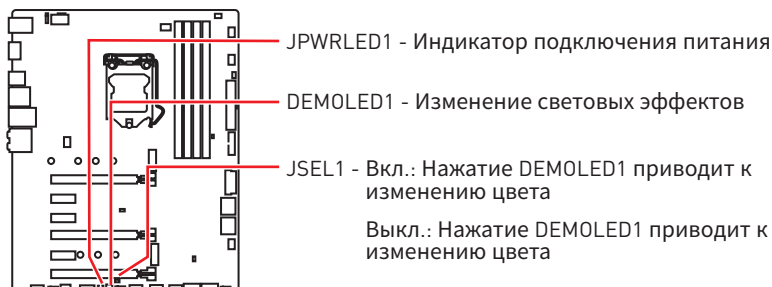 JPWRLED1 - Индикатор подключения питания
DEMOLED1 - Изменение световых эффектов
JSEL1 - Вкл.: Нажатие DEMOLED1 приводит к
изменению цвета
Выкл.: Нажатие DEMOLED1 приводит к
изменению цвета